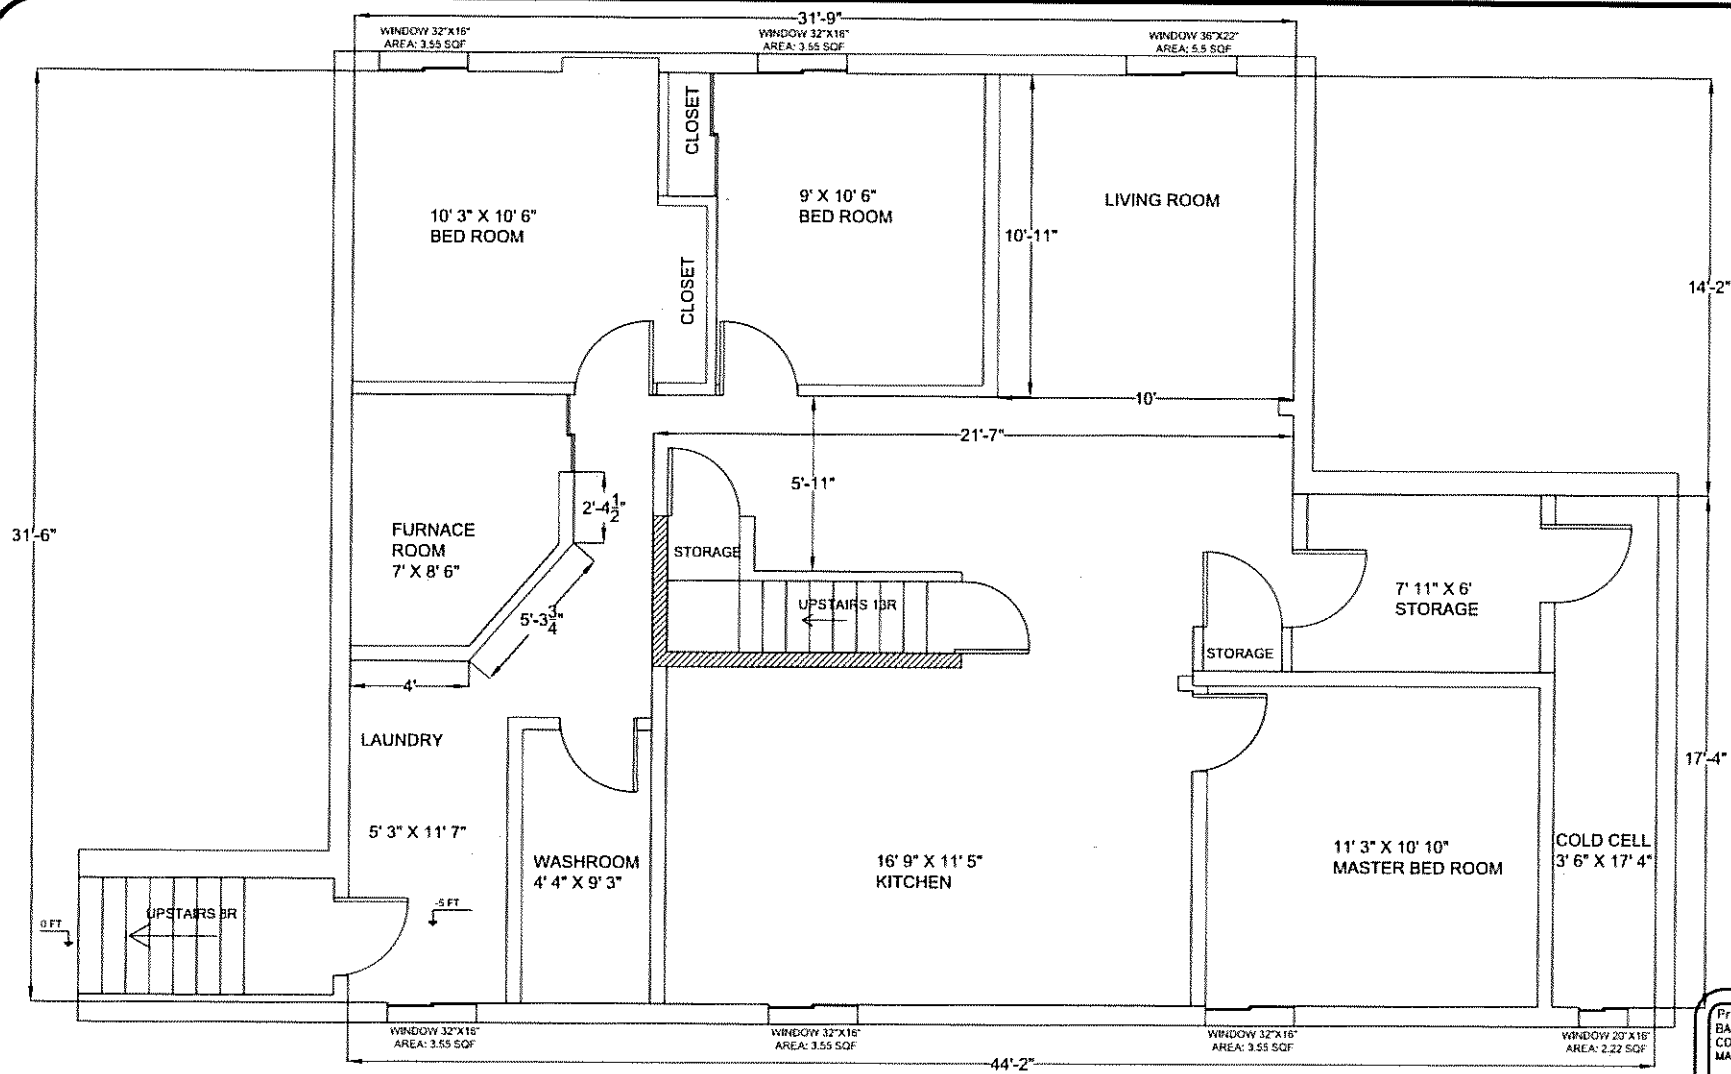 31'-9"
WINDOW 32"X16"
AREA: 3.55 SQF
WINDOW 32"X16"
AREA: 3.55 SQF
WINDOW 36"X22"
AREA: 5.5 SQF
CLOSET
10' 3" X 10' 6"
BED ROOM
9' X 10' 6"
BED ROOM
LIVING ROOM
10'-11"
CLOSET
14'-2"
10'
21'-7"
5'-11"
2'-4 1/2"
31'-6"
FURNACE
ROOM
7' X 8' 6"
STORAGE
UPSTAIRS 13R
7' 11" X 6'
STORAGE
5'-3 3/4"
STORAGE
4'
LAUNDRY
17'-4"
5' 3" X 11' 7"
WASHROOM
4' 4" X 9' 3"
16' 9" X 11' 5"
KITCHEN
11' 3" X 10' 10"
MASTER BED ROOM
COLD CELL
3' 6" X 17' 4"
UPSTAIRS 8R
-5 FT
0 FT
WINDOW 32"X16"
AREA: 3.55 SQF
WINDOW 32"X16"
AREA: 3.55 SQF
WINDOW 32"X16"
AREA: 3.55 SQF
WINDOW 20"X16"
AREA: 2.22 SQF
44'-2"
Pr
BA
CO
MA